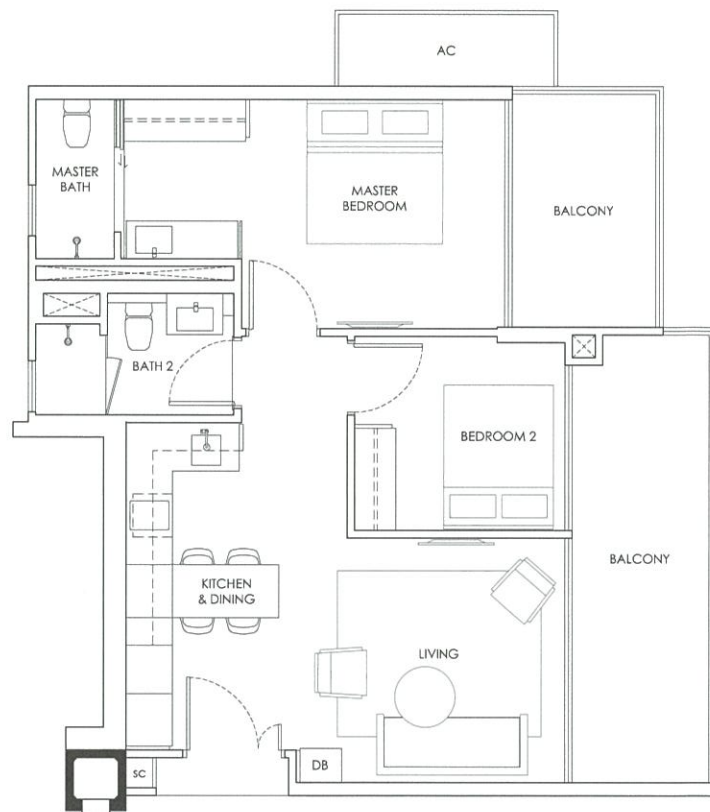 AC
MASTER
BATH
MASTER
BEDROOM
BALCONY
BATH 2
BEDROOM 2
BALCONY
KITCHEN
& DINING
LIVING
SC
DB